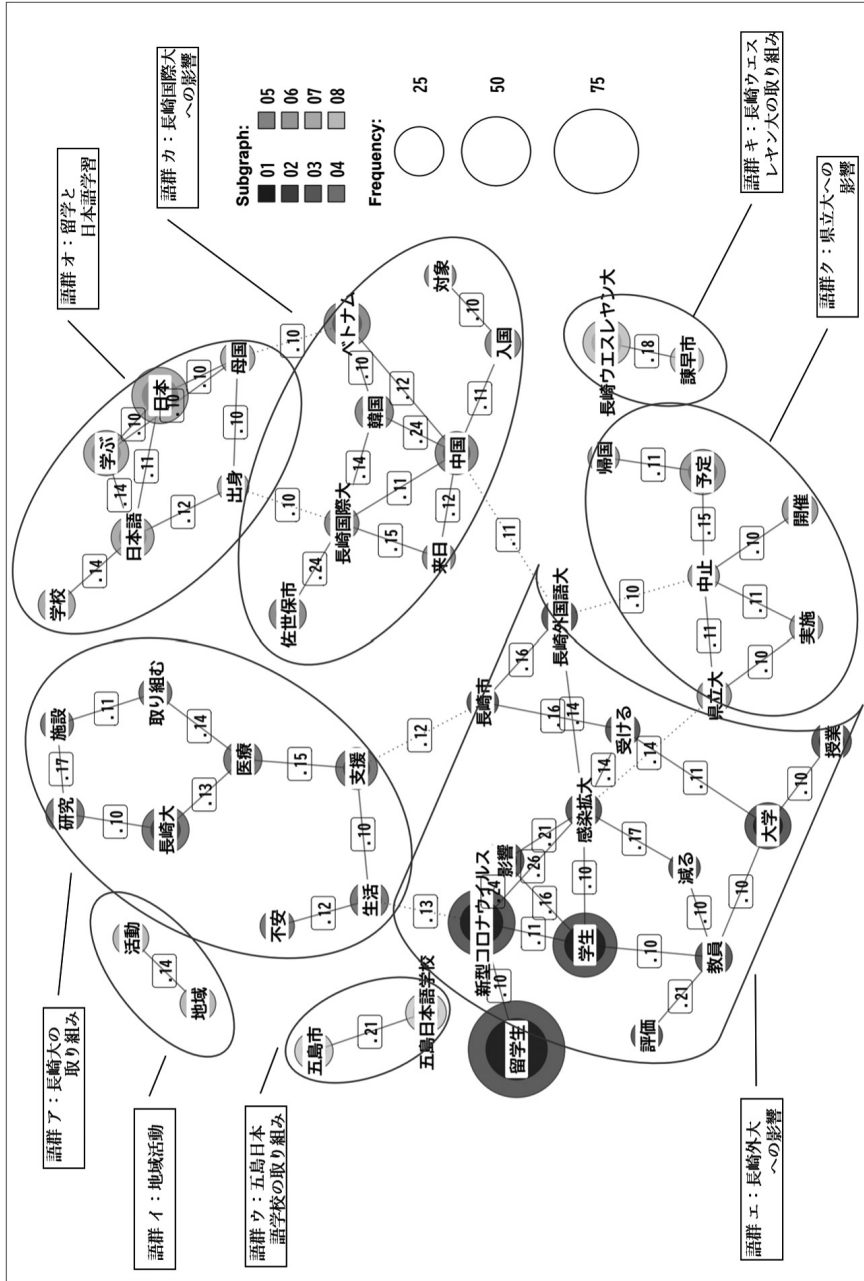 語群 ア：長崎大の
取り組み
語群 イ：地域活動
語群 ウ：五島日本
語学校の取り組み
語群 エ：長崎外大
への影響
語群 オ：留学と
日本語学習
語群 カ：長崎国際大
への影響
語群 キ：長崎ウエス
レヤン大の取り組み
語群 ク：県立大への
影響
Subgraph:
01
02
03
04
05
06
07
08
Frequency:
25
50
75
学校
日本語
学ぶ
日本
母国
出身
.14
.14
.11
.10
.10
.10
.10
.12
.10
.10
佐世保市
長崎国際大
韓国
ベトナム
中国
来日
入国
対象
.24
.14
.10
.12
.24
.11
.15
.12
.11
.10
.11
研究
施設
取り組む
長崎大
医療
支援
生活
不安
.17
.11
.14
.10
.13
.15
.10
.12
.12
.13
活動
地域
.14
五島市
五島日本語学校
.21
留学生
新型コロナウイルス
影響
学生
感染拡大
長崎市
長崎外国語大
受ける
減る
教員
評価
大学
授業
.10
.24
.26
.21
.11
.16
.10
.14
.17
.16
.16
.14
.14
.11
.10
.10
.10
.10
.21
県立大
中止
予定
帰国
開催
実施
.10
.11
.15
.11
.10
.11
.10
長崎ウエスレヤン大
諫早市
.18